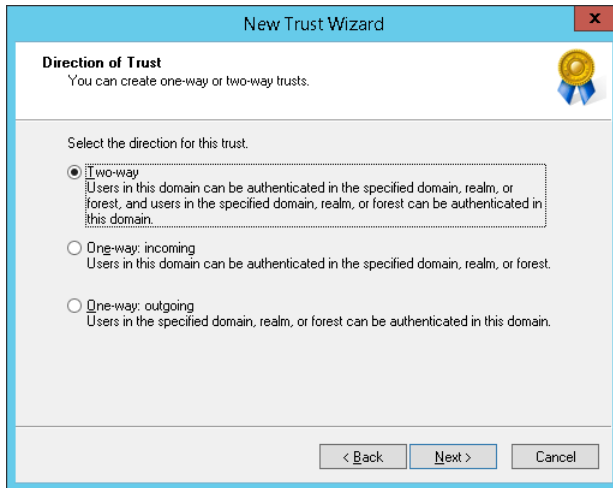 New Trust Wizard
x
Direction of Trust
You can create one-way or two-way trusts.
Select the direction for this trust.
Two-way
Users in this domain can be authenticated in the specified domain, realm, or
forest, and users in the specified domain, realm, or forest can be authenticated in
this domain.
One-way: incoming
Users in this domain can be authenticated in the specified domain, realm, or forest.
One-way: outgoing
Users in the specified domain, realm, or forest can be authenticated in this domain.
< Back
Next >
Cancel